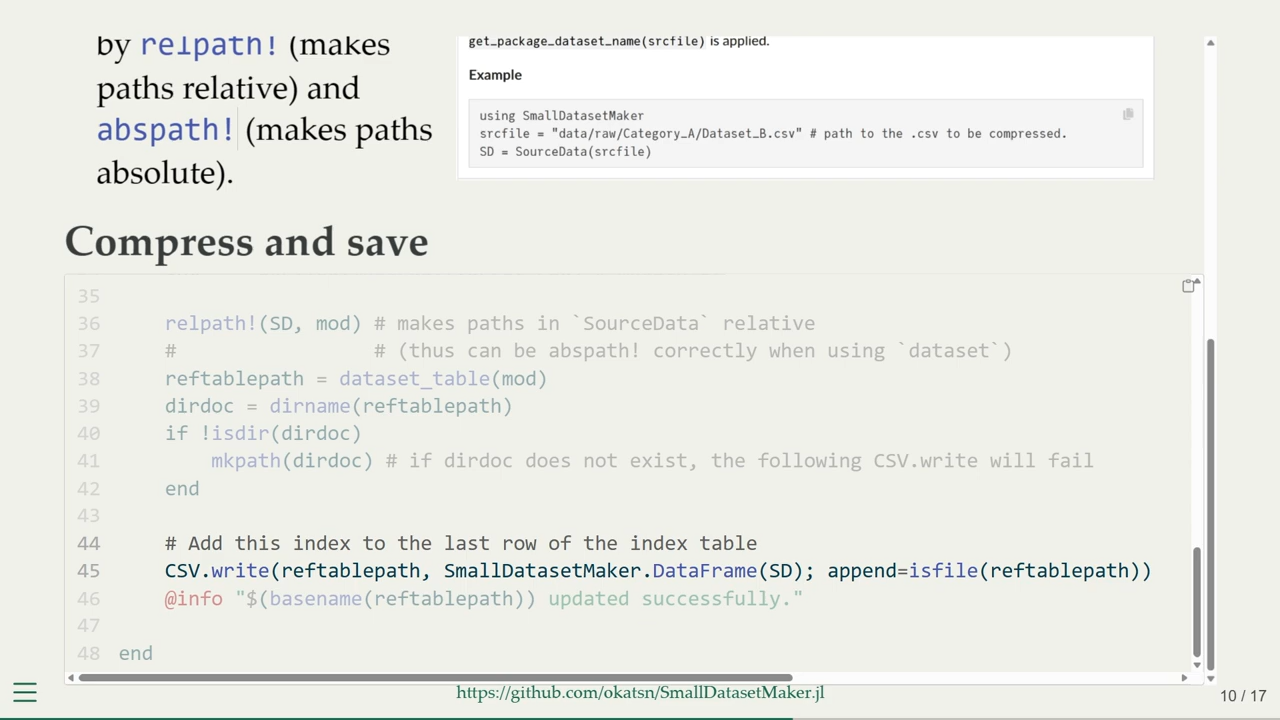 by relpath! (makes
paths relative) and
abspath! (makes paths
absolute).
get_package_dataset_name(srcfile) is applied.
Example
using SmallDatasetMaker
srcfile = "data/raw/Category_A/Dataset_B.csv" # path to the .csv to be compressed.
SD = SourceData(srcfile)
Compress and save
35
36 relpath!(SD, mod) # makes paths in `SourceData` relative
37 # # (thus can be abspath! correctly when using `dataset`)
38 reftablepath = dataset_table(mod)
39 dirdoc = dirname(reftablepath)
40 if !isdir(dirdoc)
41 mkpath(dirdoc) # if dirdoc does not exist, the following CSV.write will fail
42 end
43
44 # Add this index to the last row of the index table
45 CSV.write(reftablepath, SmallDatasetMaker.DataFrame(SD); append=isfile(reftablepath))
46 @info "$(basename(reftablepath)) updated successfully."
47
48 end
https://github.com/okatsn/SmallDatasetMaker.jl
10 / 17